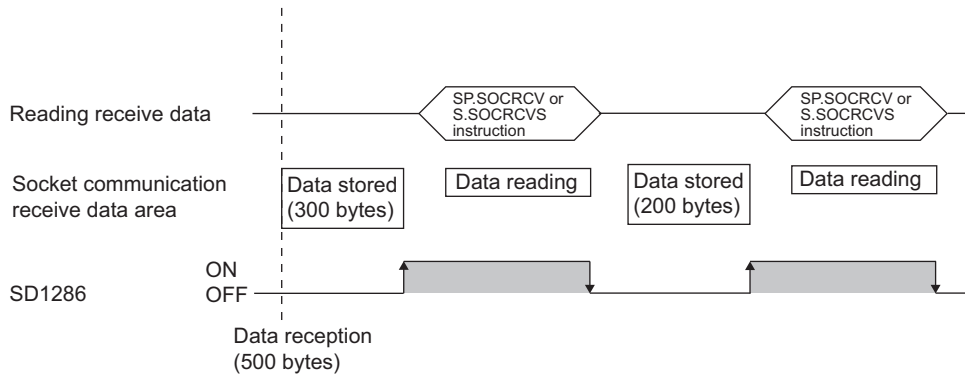 Reading receive data
SP.SOCRCV or
S.SOCRCVS
instruction
SP.SOCRCV or
S.SOCRCVS
instruction
Socket communication
receive data area
Data stored
(300 bytes)
Data reading
Data stored
(200 bytes)
Data reading
SD1286
ON
OFF
Data reception
(500 bytes)